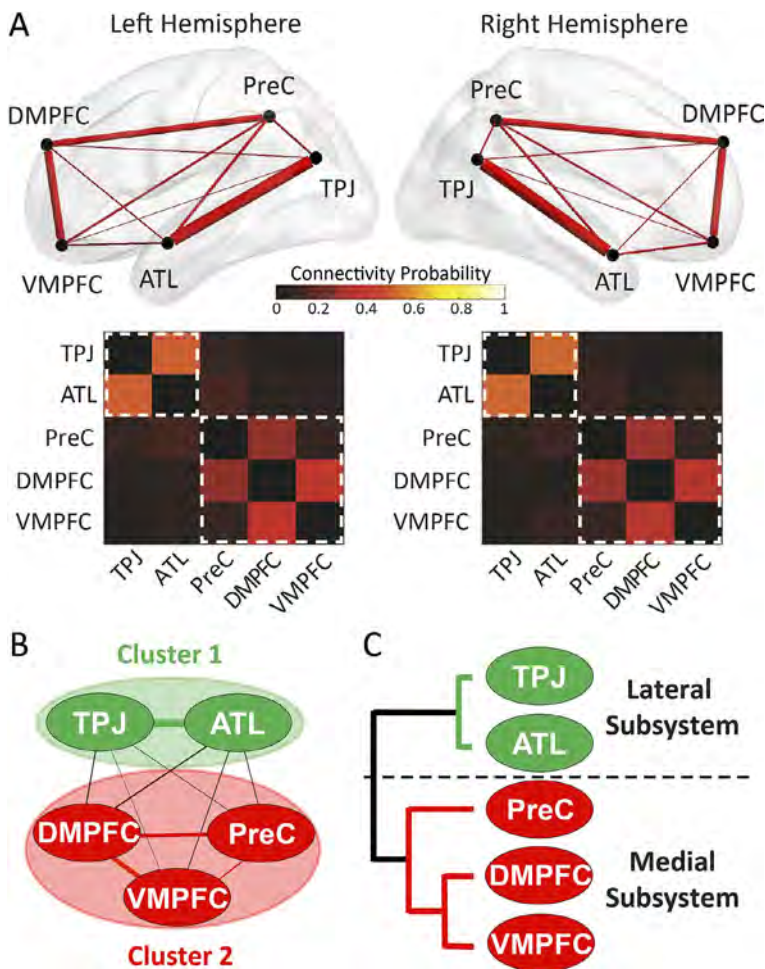 A
Left Hemisphere
Right Hemisphere
PreC
DMPFC
TPJ
VMPFC
ATL
PreC
DMPFC
TPJ
ATL
VMPFC
Connectivity Probability
0 0.2 0.4 0.6 0.8 1
TPJ
ATL
PreC
DMPFC
VMPFC
TPJ
ATL
PreC
DMPFC
VMPFC
TPJ
ATL
PreC
DMPFC
VMPFC
TPJ
ATL
PreC
DMPFC
VMPFC
B
Cluster 1
TPJ
ATL
DMPFC
PreC
VMPFC
Cluster 2
C
TPJ
ATL
Lateral
Subsystem
PreC
DMPFC
VMPFC
Medial
Subsystem